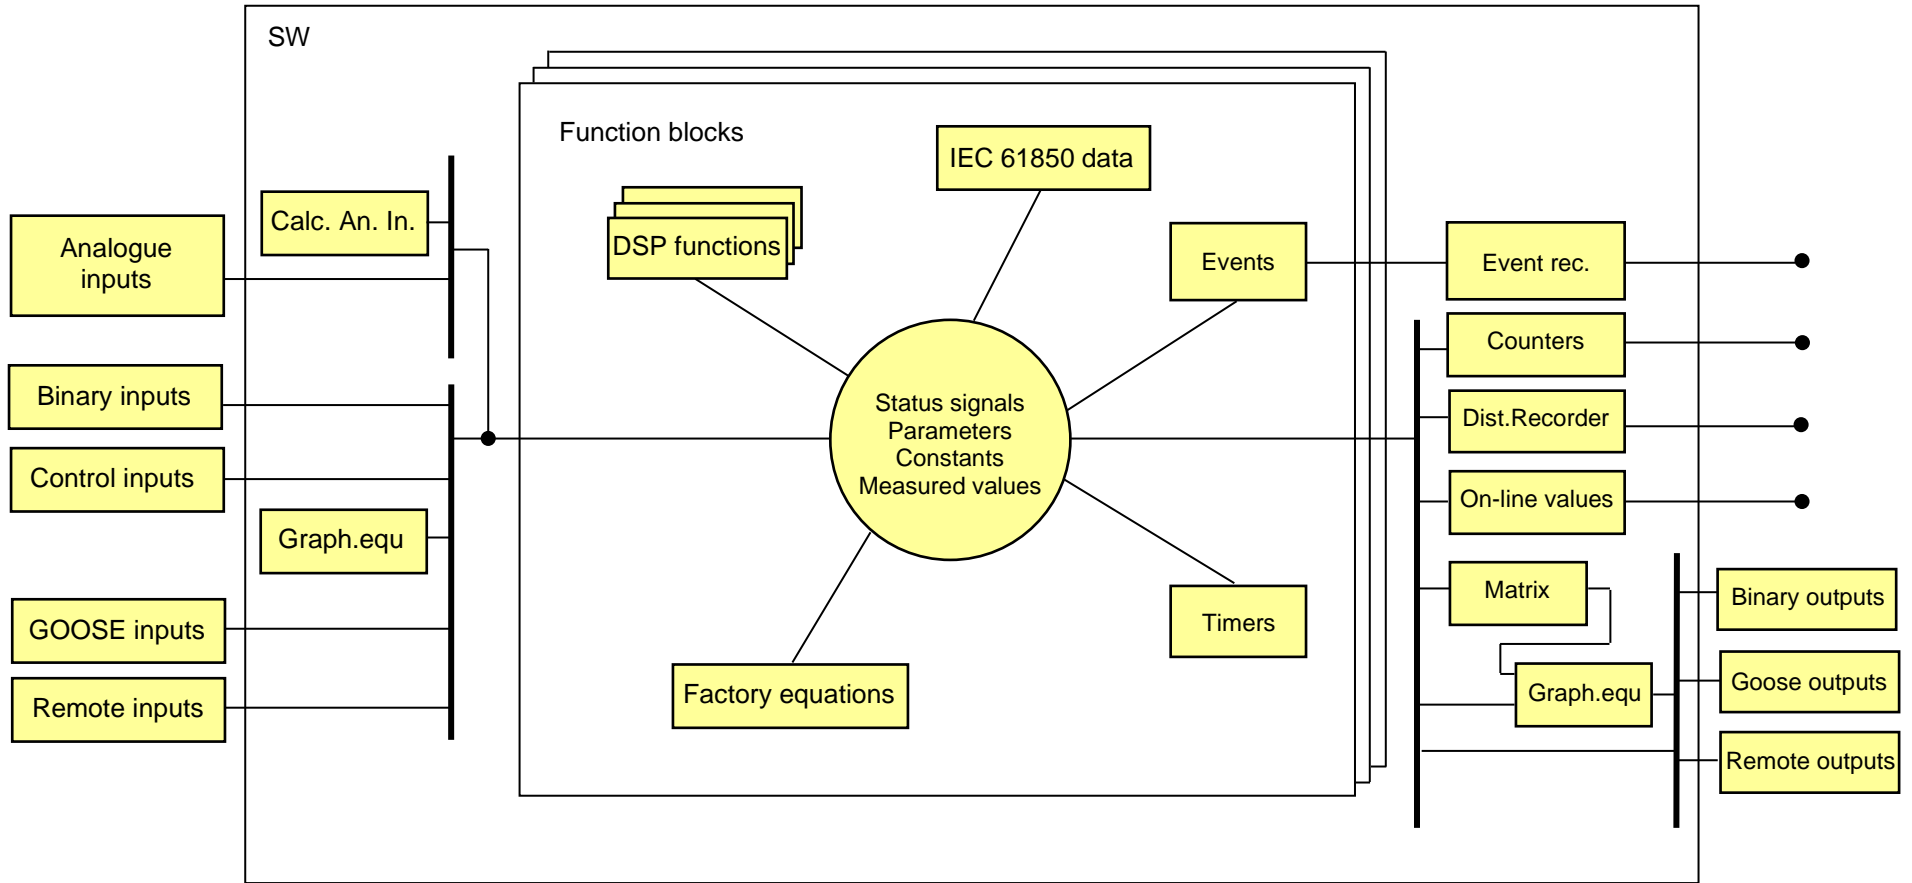 SW
Function blocks
IEC 61850 data
Calc. An. In.
DSP functions
Analogue
inputs
Events
Event rec.
Counters
Binary inputs
Status signals
Parameters
Constants
Measured values
Dist.Recorder
Control inputs
On-line values
Graph.equ
Matrix
Binary outputs
GOOSE inputs
Timers
Factory equations
Graph.equ
Goose outputs
Remote inputs
Remote outputs